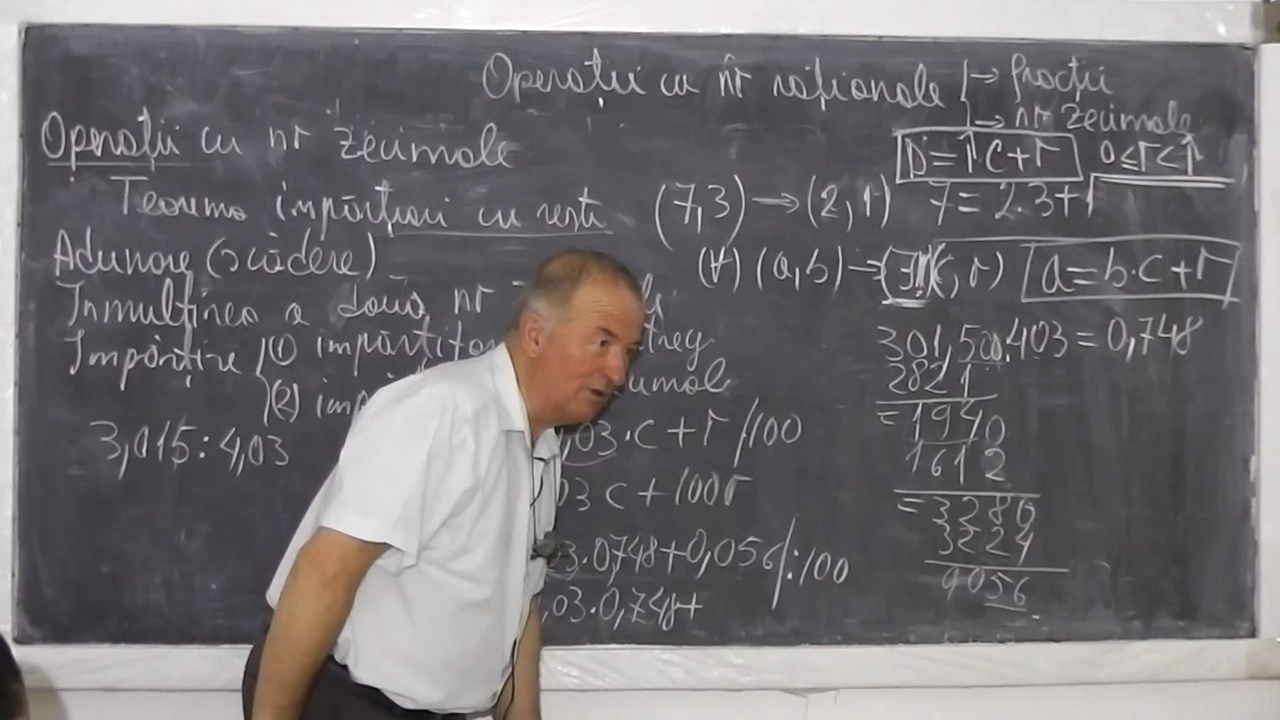 Operații cu nr raționale → fracții
→ nr zecimale
Operații cu nr zecimale
D=Î·C+r 0≤r<Î
Teorema împărțirii cu rest (7,3)→(2,1) 7=2·3+1
Adunare (scădere)
(∀)(a,b)→(∃!)(c,r) a=b·c+r
Înmulțirea a două nr
Împărțire (1) întreg
(2)
3,015:4,03
,03·C+r /100
03 C+100r
3·0,748+0,056/:100
,03·0,748+
301,500:403=0,748
2821
=1940
1612
=3280
3224
=056